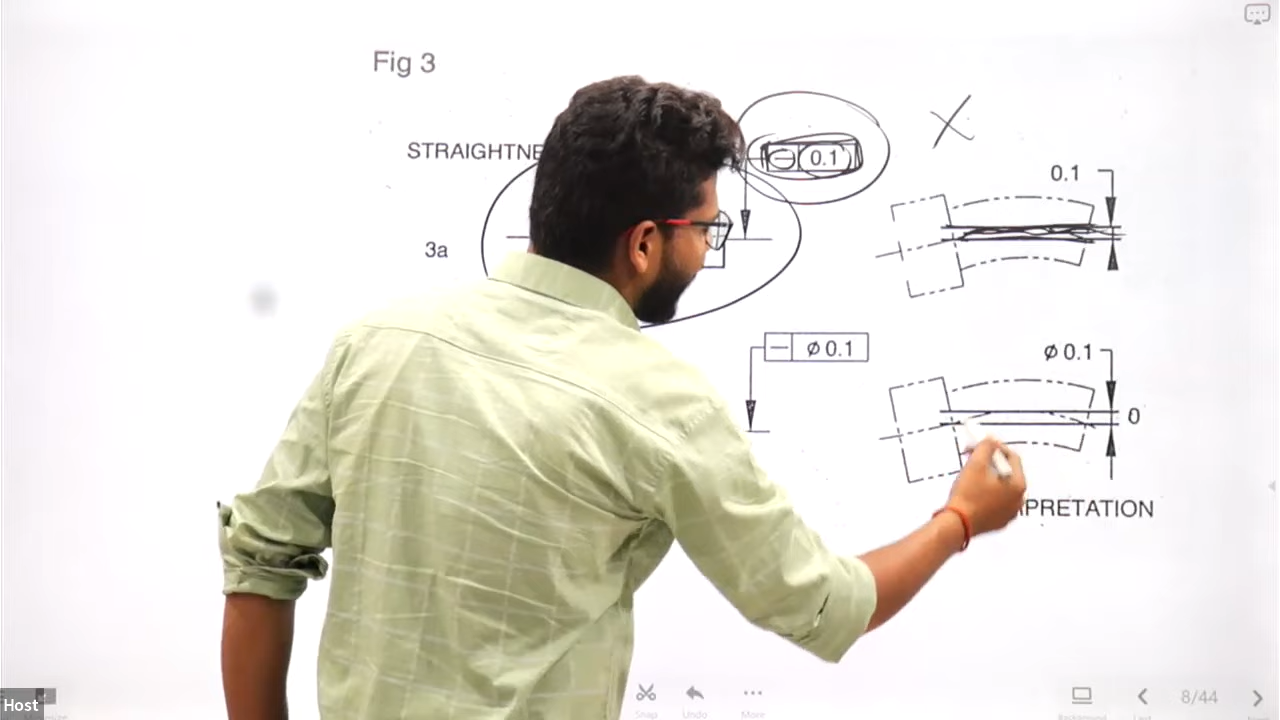 Fig 3
STRAIGHTNE
0.1
0.1
3a
Ø 0.1
Ø 0.1
0
PRETATION
Host
Snap
Undo
More
8/44